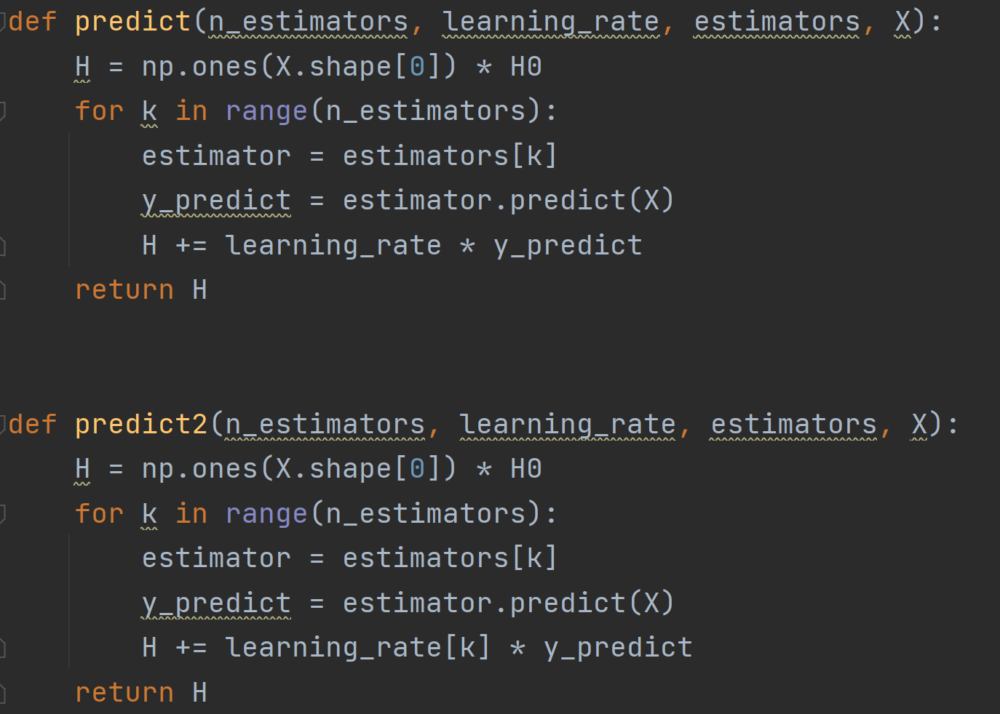 def predict(n_estimators, learning_rate, estimators, X):
    H = np.ones(X.shape[0]) * H0
    for k in range(n_estimators):
        estimator = estimators[k]
        y_predict = estimator.predict(X)
        H += learning_rate * y_predict
    return H
def predict2(n_estimators, learning_rate, estimators, X):
    H = np.ones(X.shape[0]) * H0
    for k in range(n_estimators):
        estimator = estimators[k]
        y_predict = estimator.predict(X)
        H += learning_rate[k] * y_predict
    return H